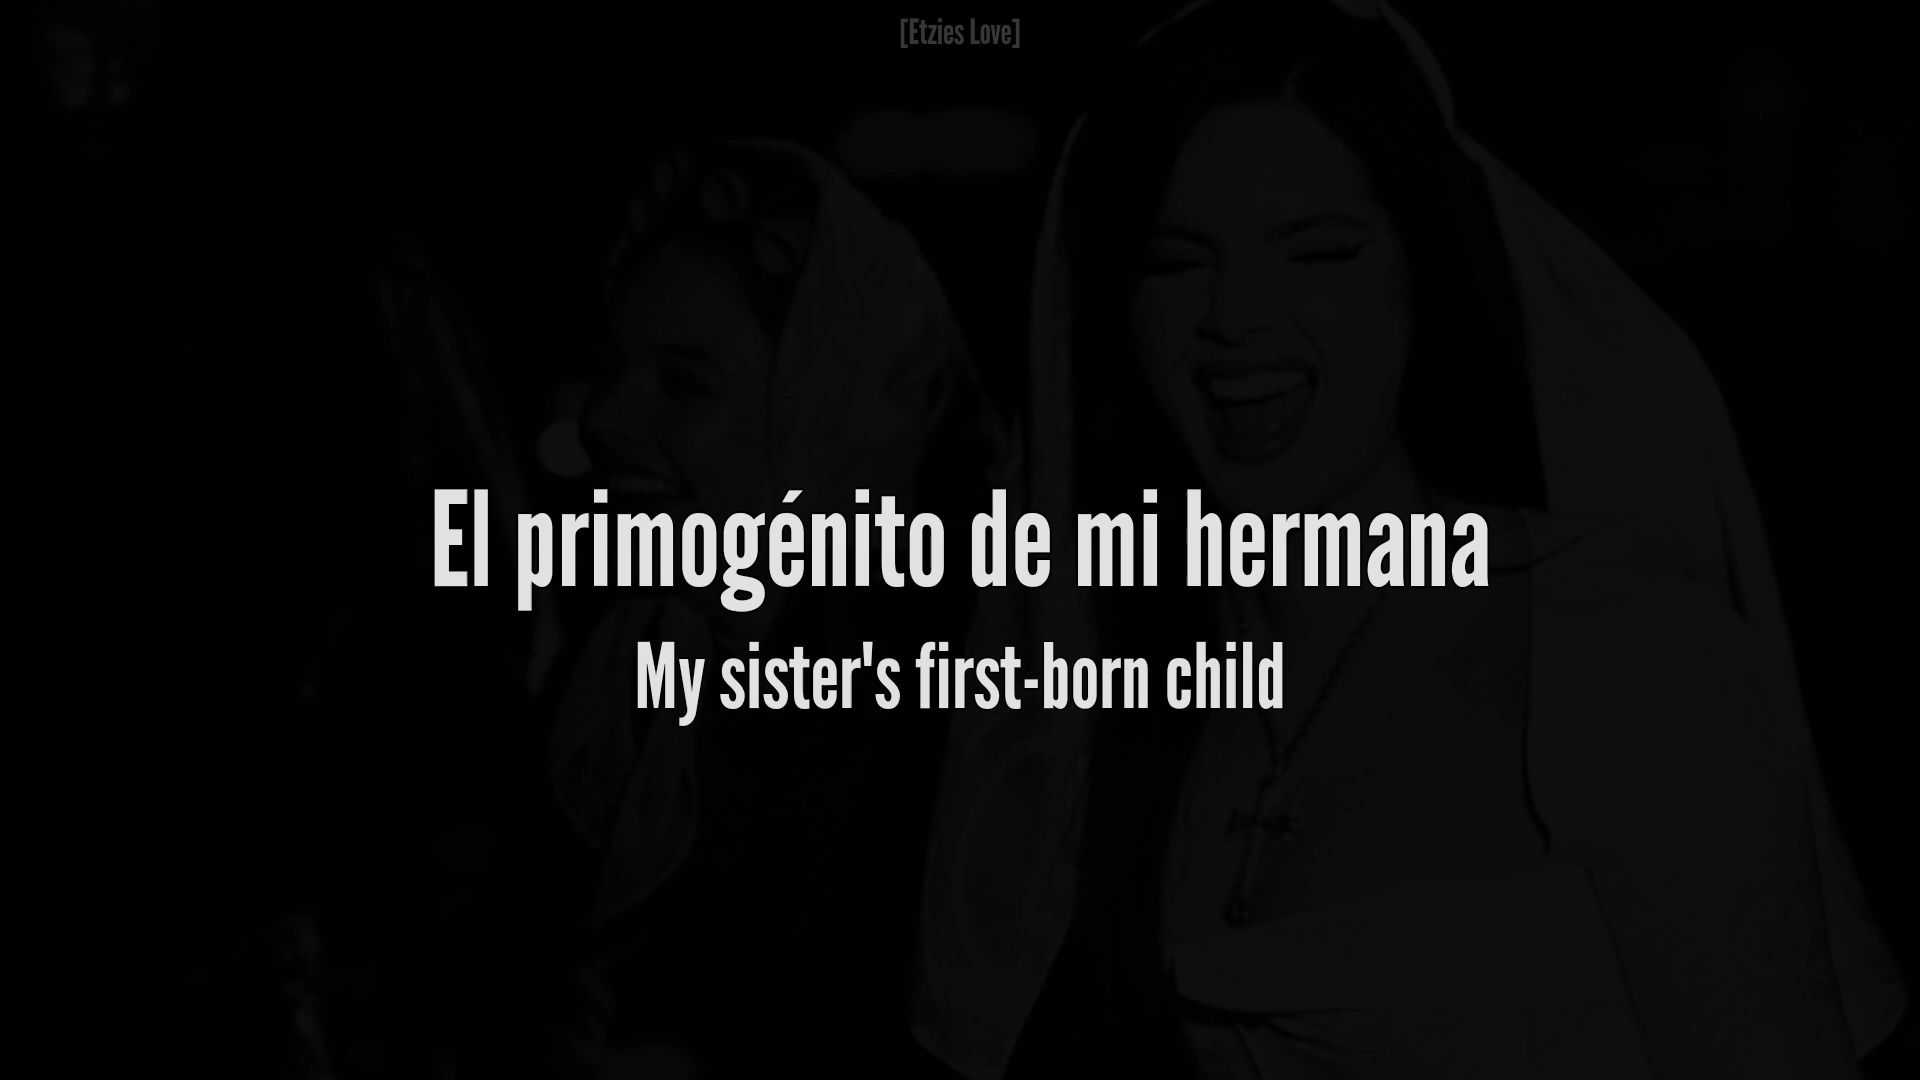 [Etzies Love]
El primogénito de mi hermana
My sister's first-born child